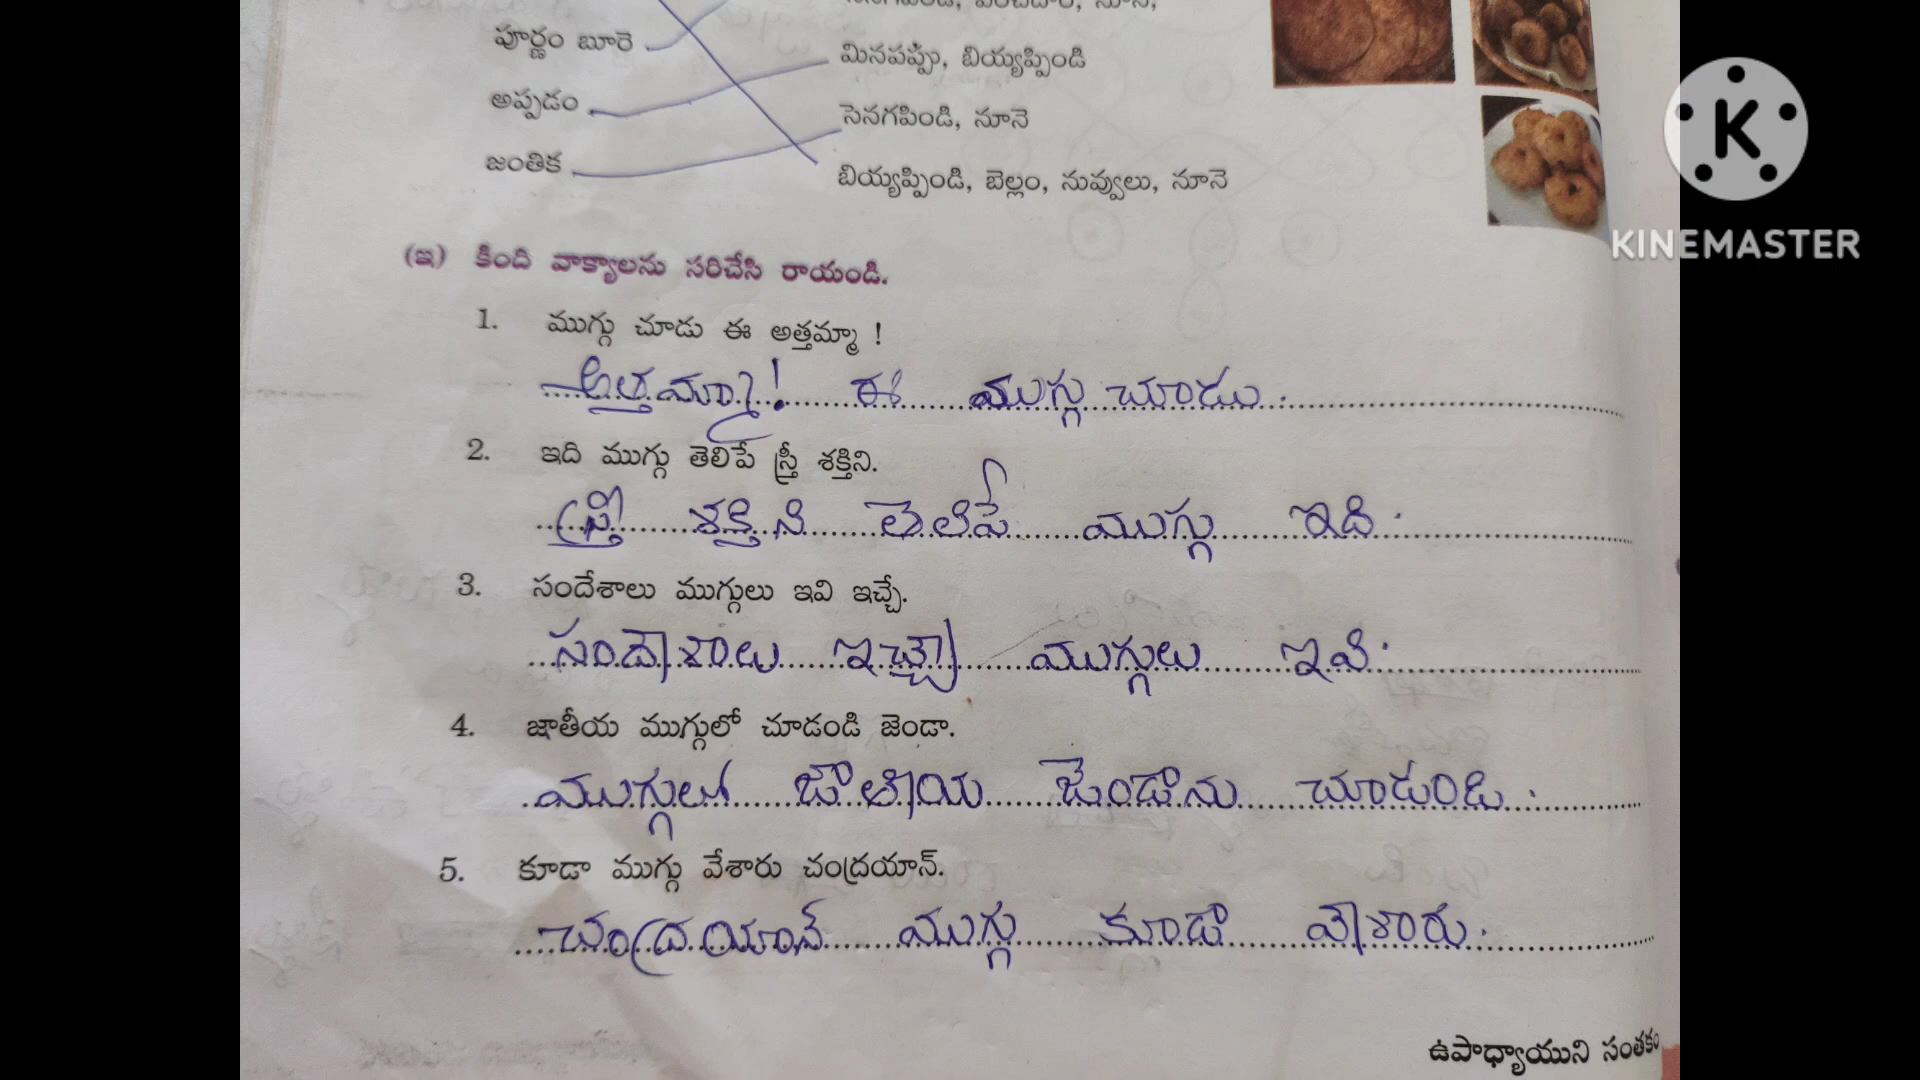 పూర్ణం బూరె
మినపప్పు, బియ్యప్పిండి
అప్పడం
సెనగపిండి, నూనె
జంతిక
బియ్యప్పిండి, బెల్లం, నువ్వులు, నూనె
KINEMASTER
(ఇ) కింది వాక్యాలను సరిచేసి రాయండి.
1. ముగ్గు చూడు ఈ అత్తమ్మా !
అత్తమ్మా! ఈ ముగ్గు చూడు.
2. ఇది ముగ్గు తెలిపే స్త్రీ శక్తిని.
స్త్రీ శక్తిని తెలిపే ముగ్గు ఇది.
3. సందేశాలు ముగ్గులు ఇవి ఇచ్చే.
సందేశాలు ఇచ్చే ముగ్గులు ఇవి.
4. జాతీయ ముగ్గులో చూడండి జెండా.
ముగ్గులో జాతీయ జెండాను చూడండి.
5. కూడా ముగ్గు వేశారు చంద్రయాన్.
చంద్రయాన్ ముగ్గు కూడా వేశారు.
ఉపాధ్యాయుని సంతకం